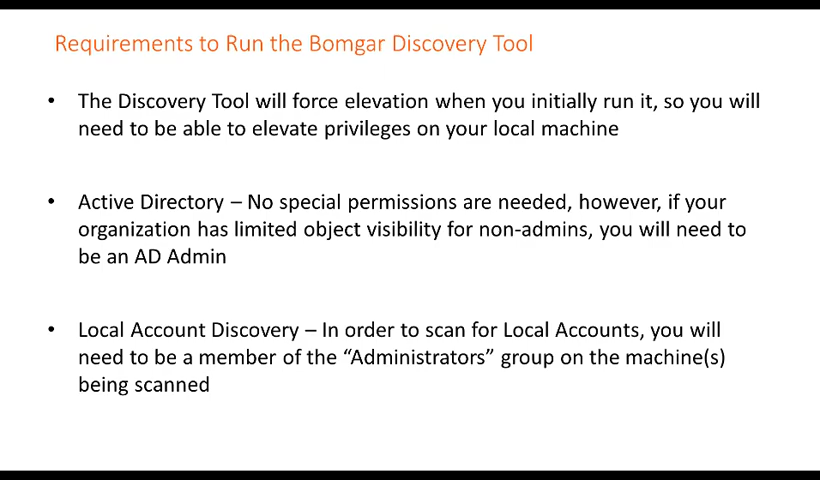 Requirements to Run the Bomgar Discovery Tool
• The Discovery Tool will force elevation when you initially run it, so you will
need to be able to elevate privileges on your local machine
• Active Directory – No special permissions are needed, however, if your
organization has limited object visibility for non-admins, you will need to
be an AD Admin
• Local Account Discovery – In order to scan for Local Accounts, you will
need to be a member of the “Administrators” group on the machine(s)
being scanned